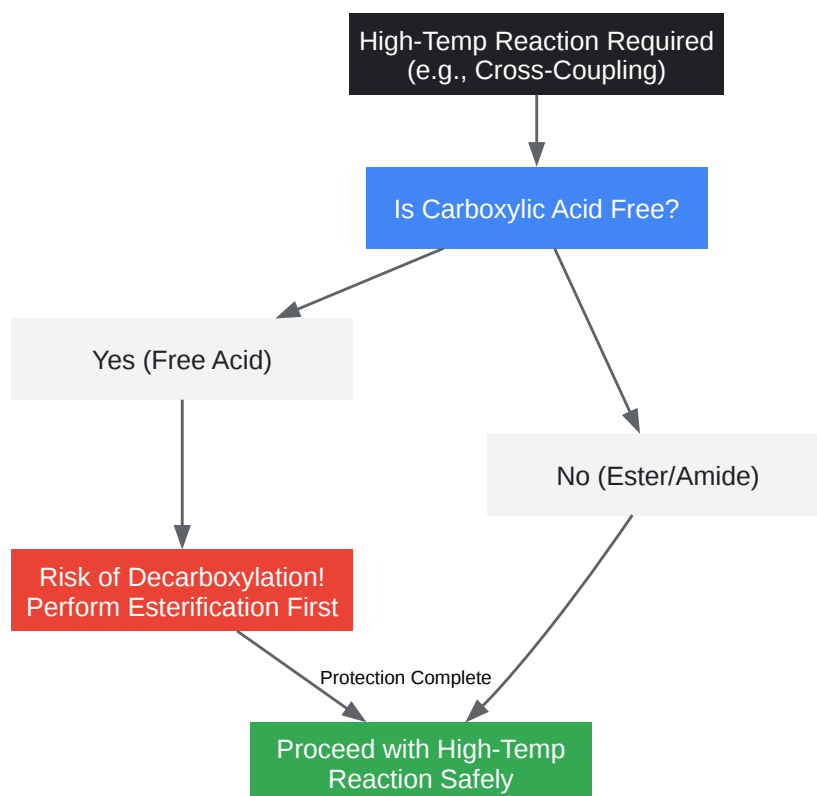 High-Temp Reaction Required
(e.g., Cross-Coupling)
Is Carboxylic Acid Free?
Yes (Free Acid)
No (Ester/Amide)
Risk of Decarboxylation!
Perform Esterification First
Protection Complete
Proceed with High-Temp
Reaction Safely